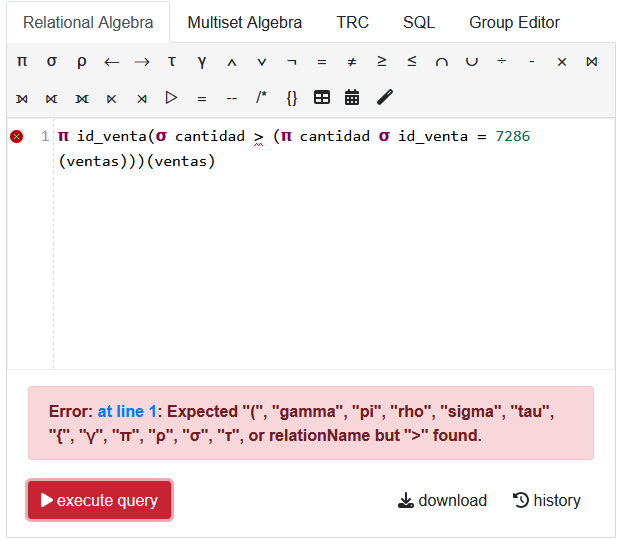 Relational Algebra Multiset Algebra TRC SQL Group Editor
π σ ρ ← → τ γ ∧ ∨ ¬ = ≠ ≥ ≤ ∩ ∪ ÷ - × ⋈
⟗ ⟕ ⟖ ⋉ ⋊ ▷ = -- /* {}
1 π id_venta(σ cantidad > (π cantidad σ id_venta = 7286
(ventas)))(ventas)
Error: at line 1: Expected "(", "gamma", "pi", "rho", "sigma", "tau",
"{", "γ", "π", "ρ", "σ", "τ", or relationName but ">" found.
execute query download history